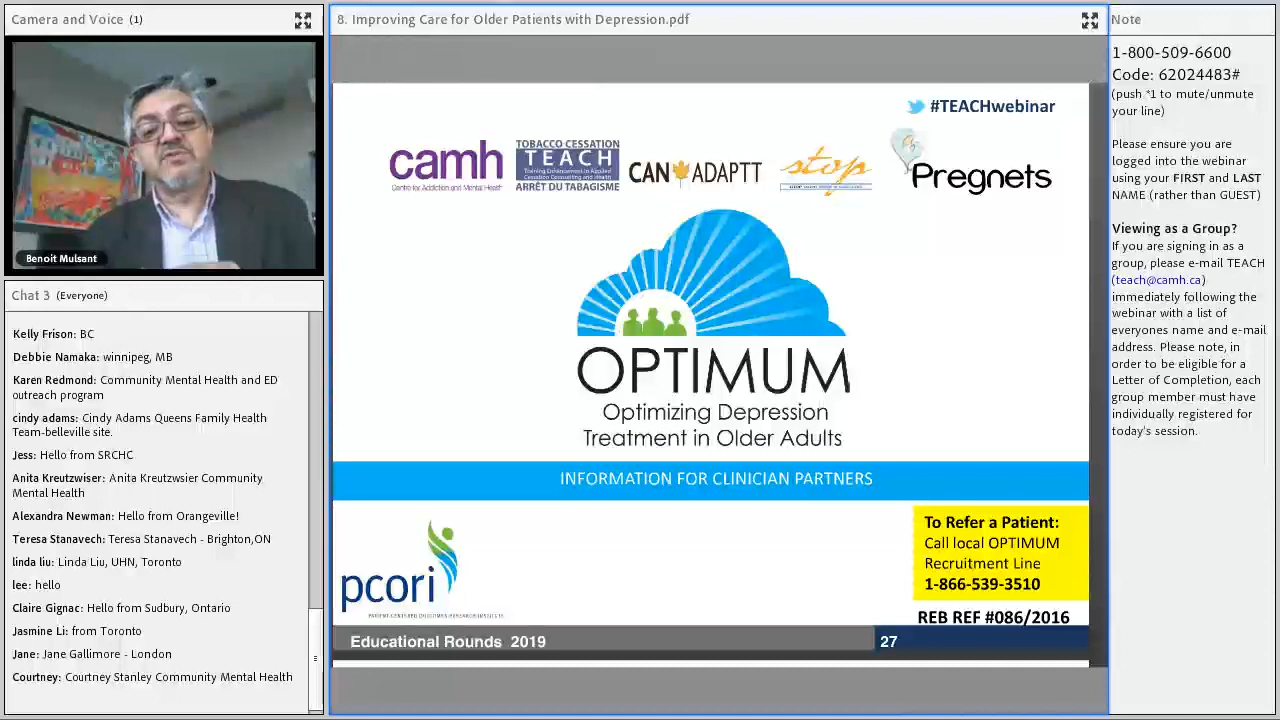 Camera and Voice (1)
Benoit Mulsant
Chat 3 (Everyone)
Kelly Frison: BC
Debbie Namaka: winnipeg, MB
Karen Redmond: Community Mental Health and ED
outreach program
cindy adams: Cindy Adams Queens Family Health
Team-belleville site.
Jess: Hello from SRCHC
Anita Kreutzwiser: Anita Kreutzwsier Community
Mental Health
Alexandra Newman: Hello from Orangeville!
Teresa Stanavech: Teresa Stanavech - Brighton,ON
linda liu: Linda Liu, UHN, Toronto
lee: hello
Claire Gignac: Hello from Sudbury, Ontario
Jasmine Li: from Toronto
Jane: Jane Gallimore - London
Courtney: Courtney Stanley Community Mental Health
8. Improving Care for Older Patients with Depression.pdf
#TEACHwebinar
camh
Centre for Addiction and Mental Health
TOBACCO CESSATION
TEACH
Training Enhancement in Applied
Cessation Counselling and Health
ARRÊT DU TABAGISME
CAN ADAPTT
stop
Pregnets
OPTIMUM
Optimizing Depression
Treatment in Older Adults
INFORMATION FOR CLINICIAN PARTNERS
pcori
To Refer a Patient:
Call local OPTIMUM
Recruitment Line
1-866-539-3510
REB REF #086/2016
Educational Rounds 2019
27
Note
1-800-509-6600
Code: 62024483#
(push *1 to mute/unmute
your line)
Please ensure you are
logged into the webinar
using your FIRST and LAST
NAME (rather than GUEST)
Viewing as a Group?
If you are signing in as a
group, please e-mail TEACH
(teach@camh.ca)
immediately following the
webinar with a list of
everyones name and e-mail
address. Please note, in
order to be eligible for a
Letter of Completion, each
group member must have
individually registered for
today's session.